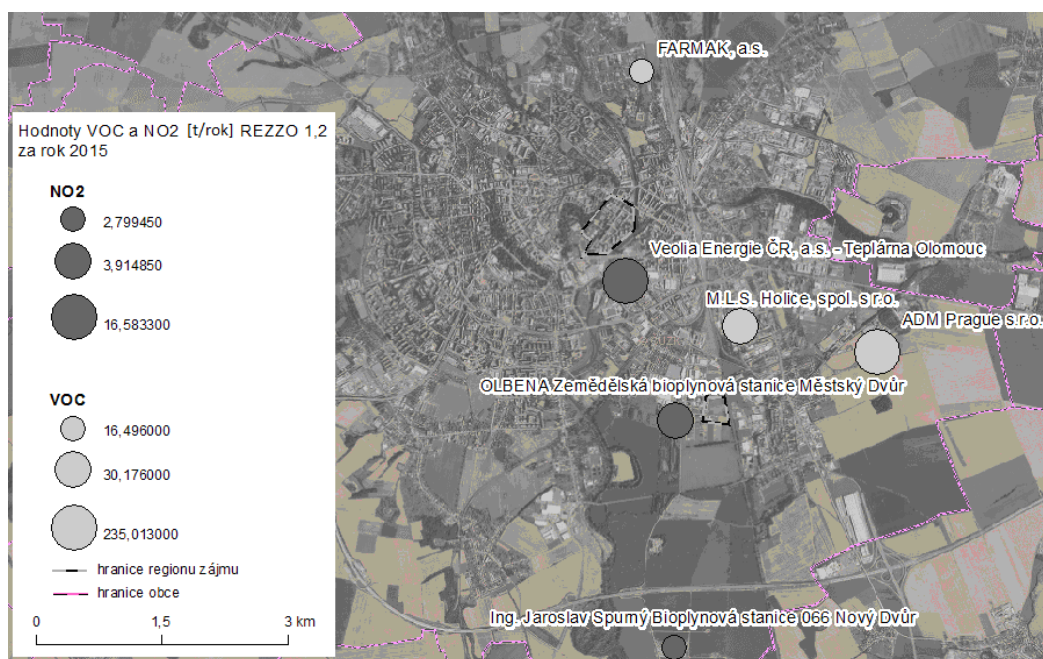 FARMAK, a.s.
Hodnoty VOC a NO2 [t/rok] REZZO 1,2
za rok 2015
NO2
2,799450
3,914850
16,583300
VOC
16,496000
30,176000
235,013000
hranice regionu zájmu
hranice obce
0 1,5 3 km
Veolia Energie ČR, a.s. - Teplárna Olomouc
M.L.S. Holice, spol. s r.o.
ADM Prague s.r.o.
OLBENA Zemědělská bioplynová stanice Městský Dvůr
Ing. Jaroslav Spurný Bioplynová stanice 066 Nový Dvůr